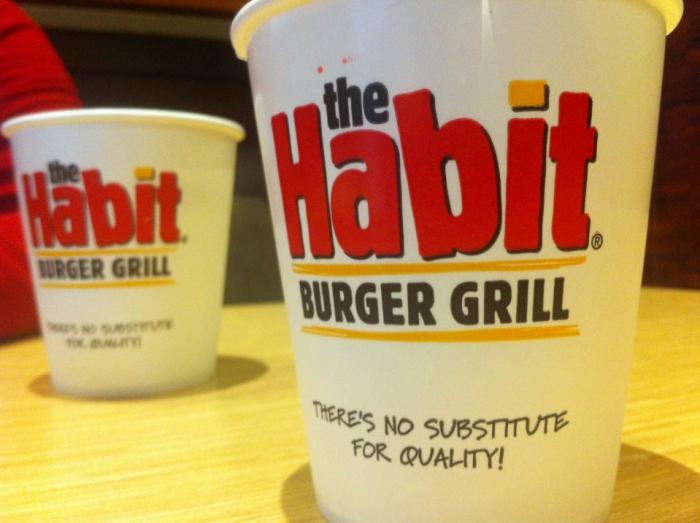 the
Habit
BURGER GRILL
THERE'S NO SUBSTITUTE
FOR QUALITY!
the
Habit®
BURGER GRILL
THERE'S NO SUBSTITUTE
FOR QUALITY!